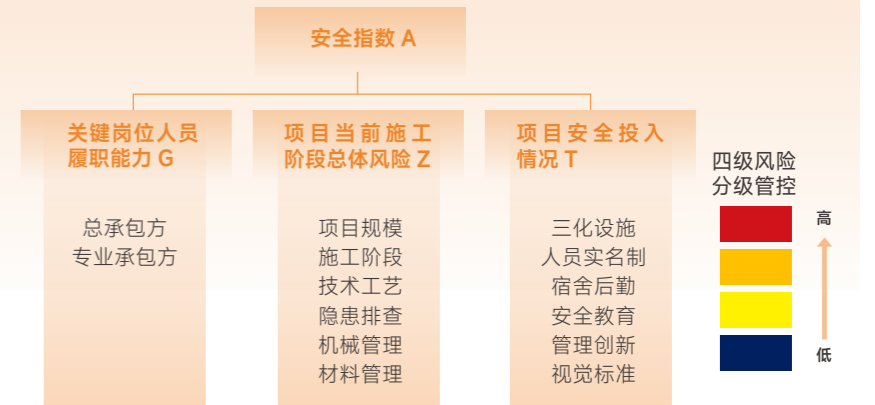 安全指数 A
关键岗位人员
履职能力 G
总承包方
专业承包方
项目当前施工
阶段总体风险 Z
项目规模
施工阶段
技术工艺
隐患排查
机械管理
材料管理
项目安全投入
情况 T
三化设施
人员实名制
宿舍后勤
安全教育
管理创新
视觉标准
四级风险
分级管控
高
低